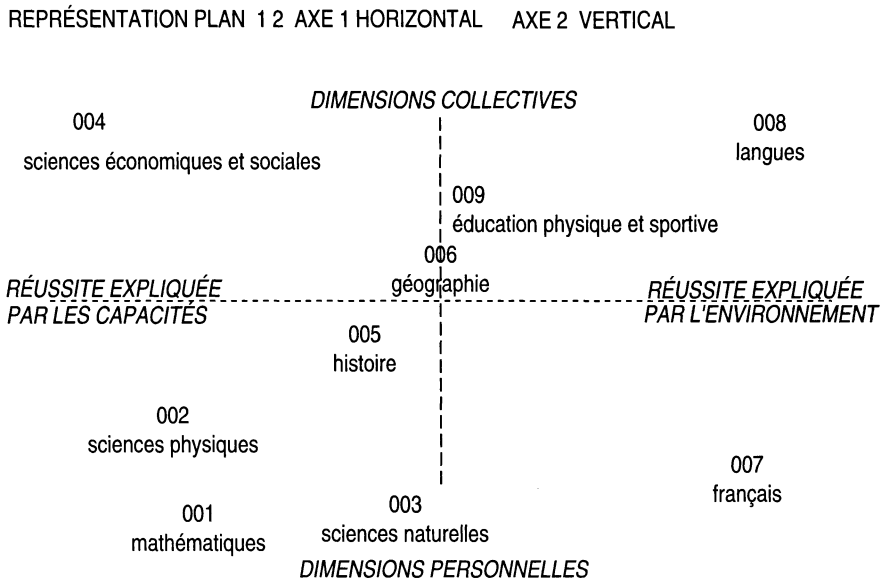 REPRÉSENTATION PLAN 1 2 AXE 1 HORIZONTAL AXE 2 VERTICAL
DIMENSIONS COLLECTIVES
004
sciences économiques et sociales
008
langues
009
éducation physique et sportive
006
géographie
RÉUSSITE EXPLIQUÉE
PAR LES CAPACITÉS
RÉUSSITE EXPLIQUÉE
PAR L'ENVIRONNEMENT
005
histoire
002
sciences physiques
007
français
001
mathématiques
003
sciences naturelles
DIMENSIONS PERSONNELLES